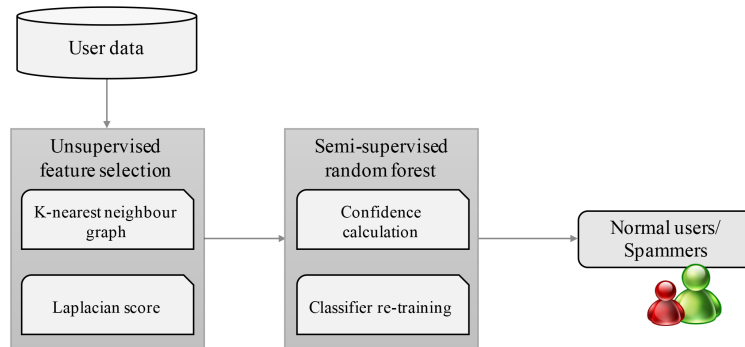 User data
Unsupervised
feature selection
K-nearest neighbour
graph
Laplacian score
Semi-supervised
random forest
Confidence
calculation
Classifier re-training
Normal users/
Spammers